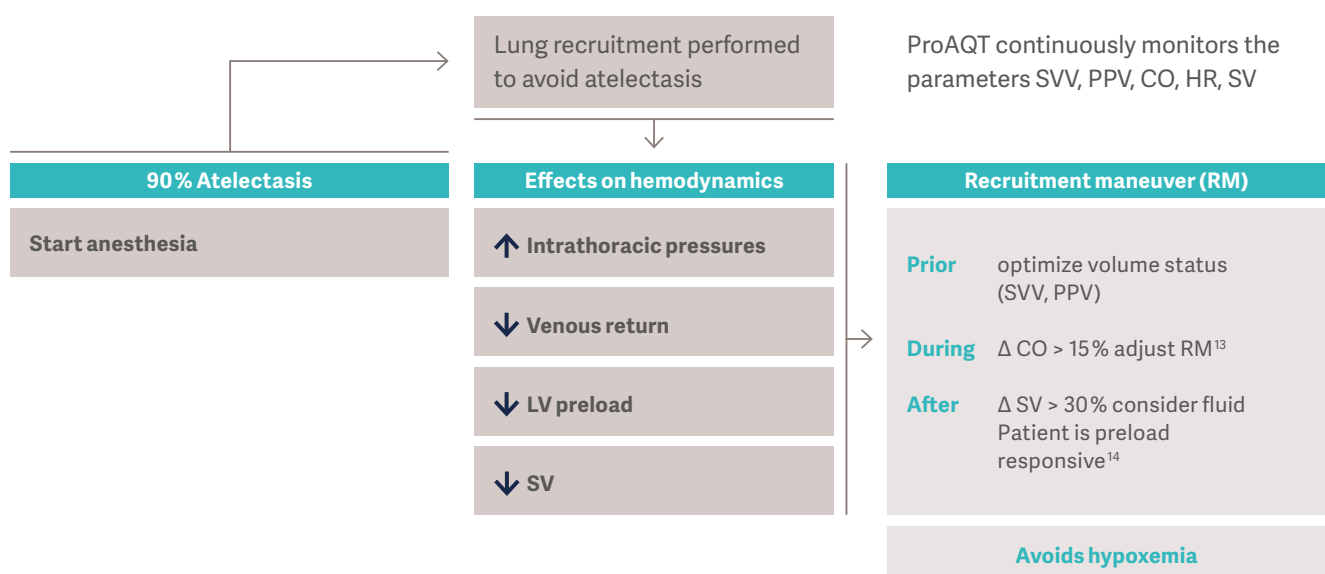 Lung recruitment performed
to avoid atelectasis
ProAQT continuously monitors the
parameters SVV, PPV, CO, HR, SV
90% Atelectasis
Start anesthesia
Effects on hemodynamics
↑ Intrathoracic pressures
↓ Venous return
↓ LV preload
↓ SV
Recruitment maneuver (RM)
Prior optimize volume status
(SVV, PPV)
During Δ CO > 15% adjust RM¹³
After Δ SV > 30% consider fluid
Patient is preload
responsive¹⁴
Avoids hypoxemia